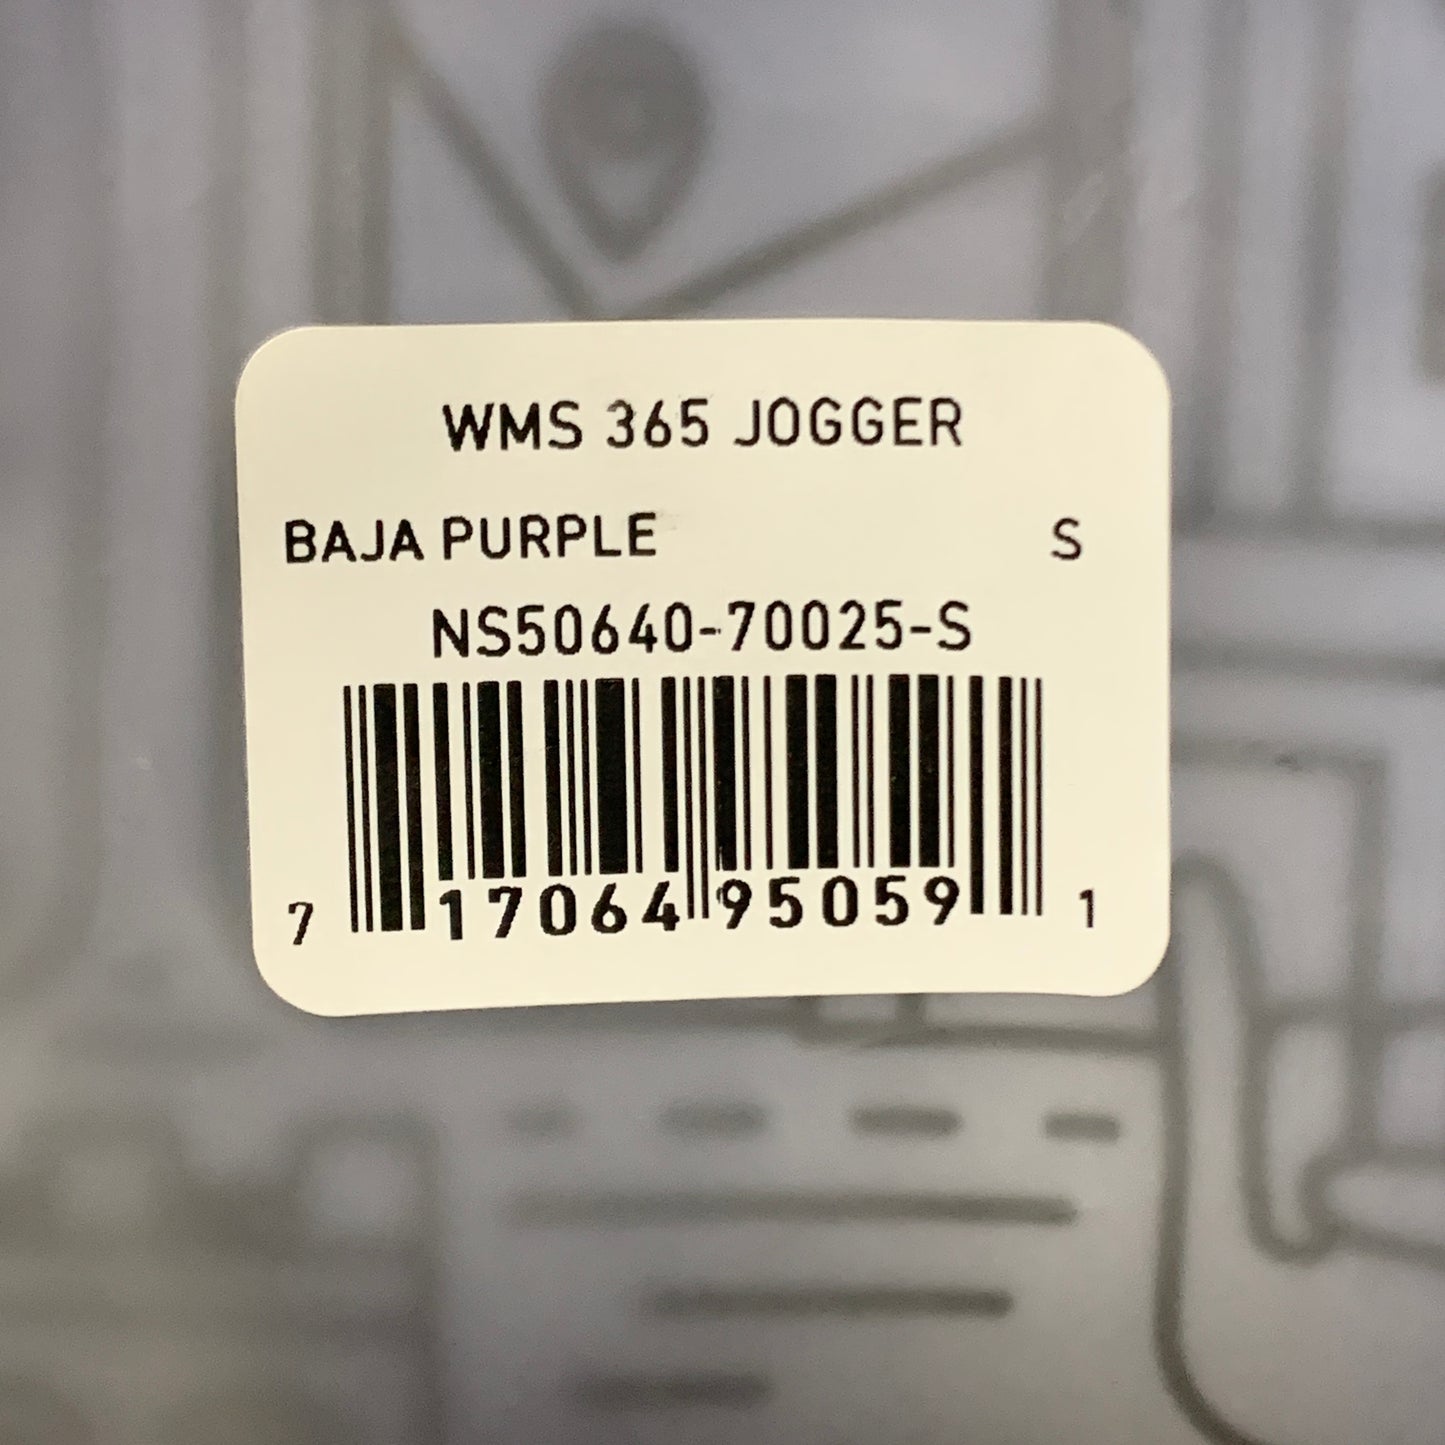 WMS 365 JOGGER
BAJA PURPLE S
NS50640-70025-S
7 17064 95059 1